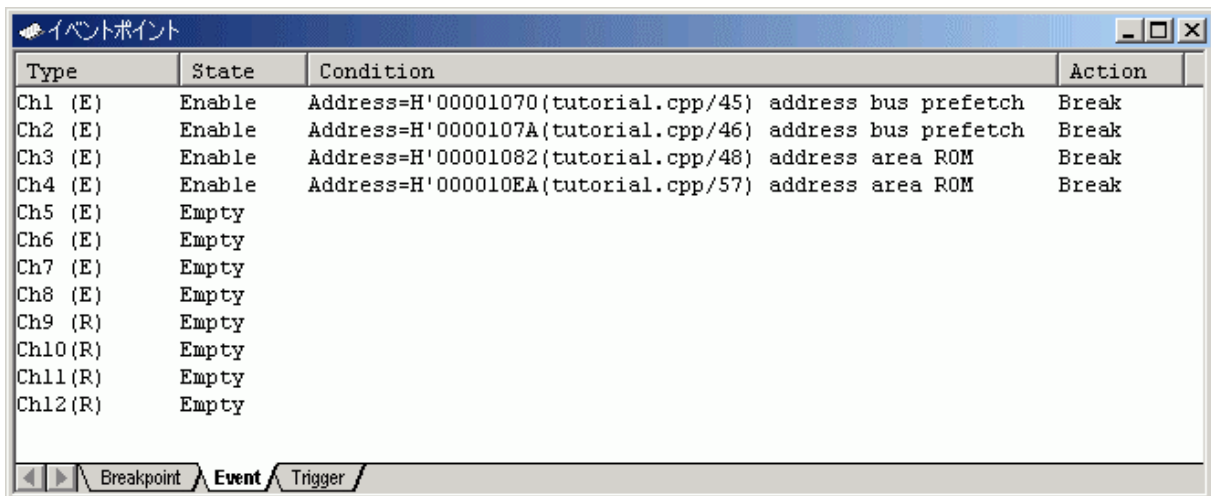 イベントポイント
Type State Condition Action
Ch1 (E) Enable Address=H'00001070(tutorial.cpp/45) address bus prefetch Break
Ch2 (E) Enable Address=H'0000107A(tutorial.cpp/46) address bus prefetch Break
Ch3 (E) Enable Address=H'00001082(tutorial.cpp/48) address area ROM Break
Ch4 (E) Enable Address=H'000010EA(tutorial.cpp/57) address area ROM Break
Ch5 (E) Empty
Ch6 (E) Empty
Ch7 (E) Empty
Ch8 (E) Empty
Ch9 (R) Empty
Ch10(R) Empty
Ch11(R) Empty
Ch12(R) Empty
Breakpoint Event Trigger